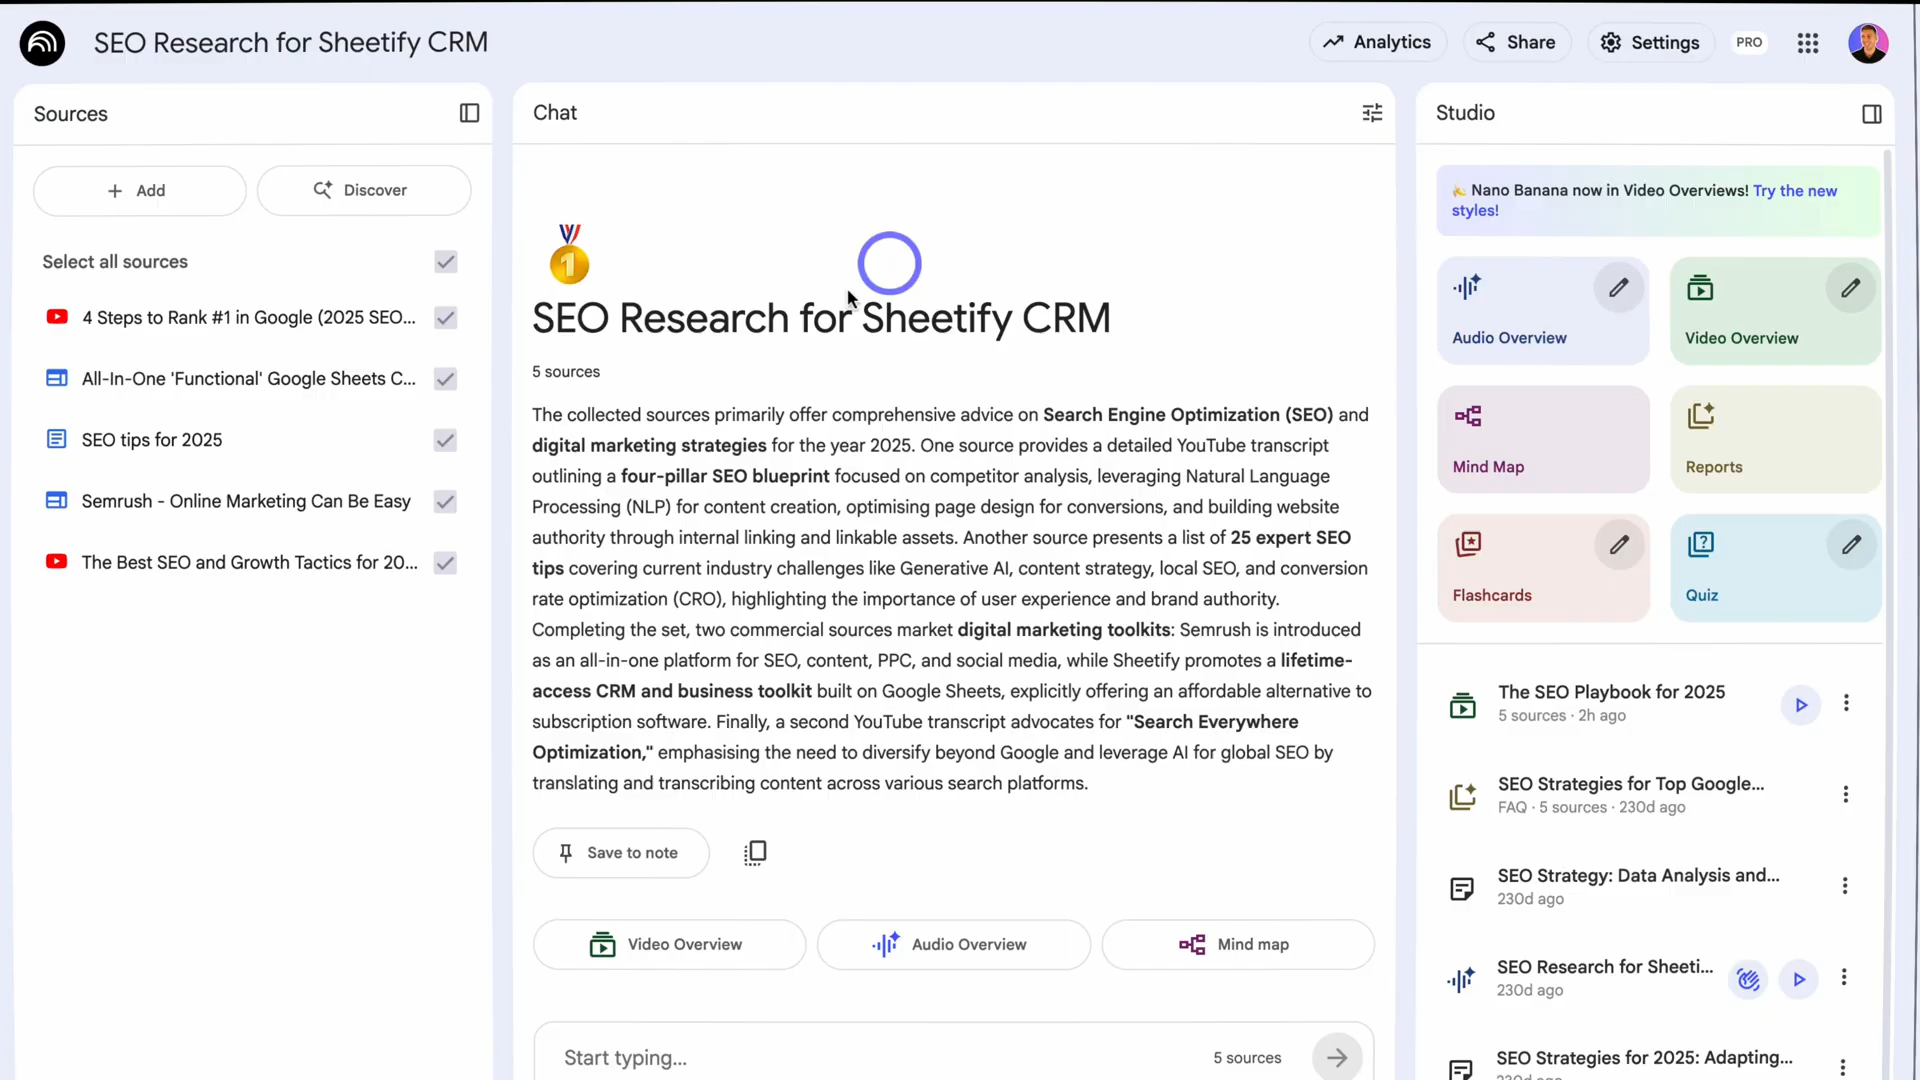 SEO Research for Sheetify CRM
Analytics
Share
Settings
PRO
Sources
Add
Discover
Select all sources
4 Steps to Rank #1 in Google (2025 SEO...
All-In-One 'Functional' Google Sheets C...
SEO tips for 2025
Semrush - Online Marketing Can Be Easy
The Best SEO and Growth Tactics for 20...
Chat
1
SEO Research for Sheetify CRM
5 sources
The collected sources primarily offer comprehensive advice on Search Engine Optimization (SEO) and
digital marketing strategies for the year 2025. One source provides a detailed YouTube transcript
outlining a four-pillar SEO blueprint focused on competitor analysis, leveraging Natural Language
Processing (NLP) for content creation, optimising page design for conversions, and building website
authority through internal linking and linkable assets. Another source presents a list of 25 expert SEO
tips covering current industry challenges like Generative AI, content strategy, local SEO, and conversion
rate optimization (CRO), highlighting the importance of user experience and brand authority.
Completing the set, two commercial sources market digital marketing toolkits: Semrush is introduced
as an all-in-one platform for SEO, content, PPC, and social media, while Sheetify promotes a lifetime-
access CRM and business toolkit built on Google Sheets, explicitly offering an affordable alternative to
subscription software. Finally, a second YouTube transcript advocates for "Search Everywhere
Optimization," emphasising the need to diversify beyond Google and leverage AI for global SEO by
translating and transcribing content across various search platforms.
Save to note
Video Overview
Audio Overview
Mind map
Start typing...
5 sources
Studio
Nano Banana now in Video Overviews! Try the new
styles!
Audio Overview
Video Overview
Mind Map
Reports
Flashcards
Quiz
The SEO Playbook for 2025
5 sources · 2h ago
SEO Strategies for Top Google...
FAQ · 5 sources · 230d ago
SEO Strategy: Data Analysis and...
230d ago
SEO Research for Sheeti...
230d ago
SEO Strategies for 2025: Adapting...
230d ago